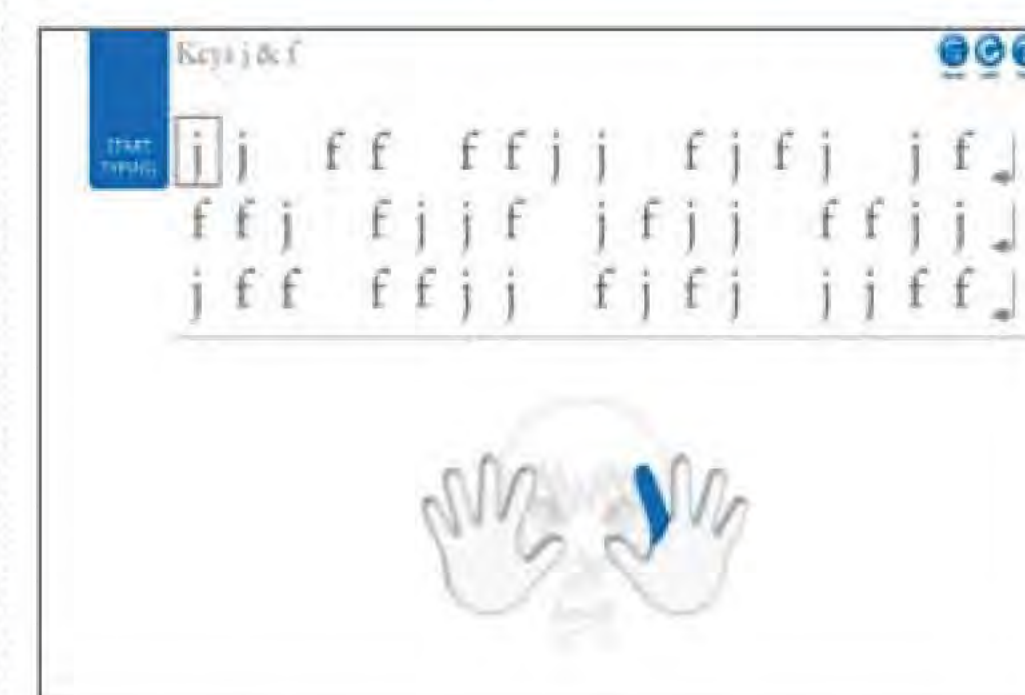 Keys j & f
START
TYPING
j j f f f f j j f j f j j f
f f j f j j f j f j j f f j j
j f f f f j j f j f j j j f f